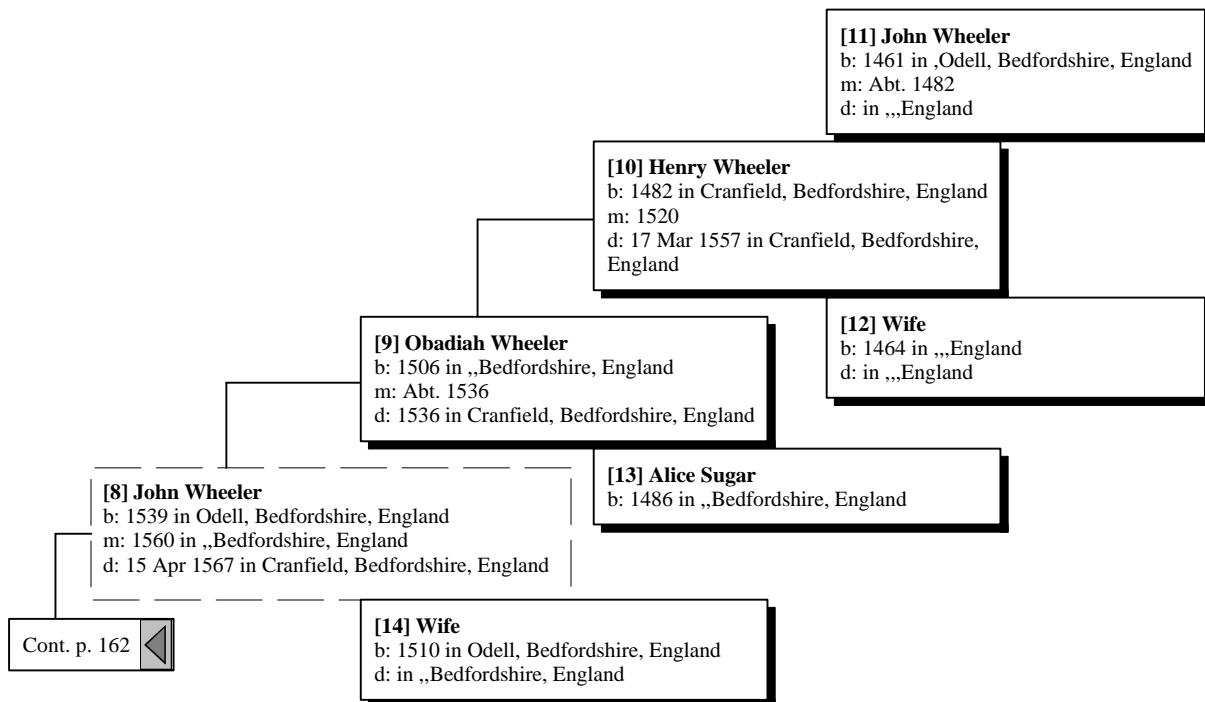 [11] John Wheeler
b: 1461 in ,Odell, Bedfordshire, England
m: Abt. 1482
d: in ,,,England
[10] Henry Wheeler
b: 1482 in Cranfield, Bedfordshire, England
m: 1520
d: 17 Mar 1557 in Cranfield, Bedfordshire,
England
[12] Wife
b: 1464 in ,,,England
d: in ,,,England
[9] Obadiah Wheeler
b: 1506 in ,,Bedfordshire, England
m: Abt. 1536
d: 1536 in Cranfield, Bedfordshire, England
[13] Alice Sugar
b: 1486 in ,,Bedfordshire, England
[8] John Wheeler
b: 1539 in Odell, Bedfordshire, England
m: 1560 in ,,Bedfordshire, England
d: 15 Apr 1567 in Cranfield, Bedfordshire, England
Cont. p. 162
[14] Wife
b: 1510 in Odell, Bedfordshire, England
d: in ,,Bedfordshire, England